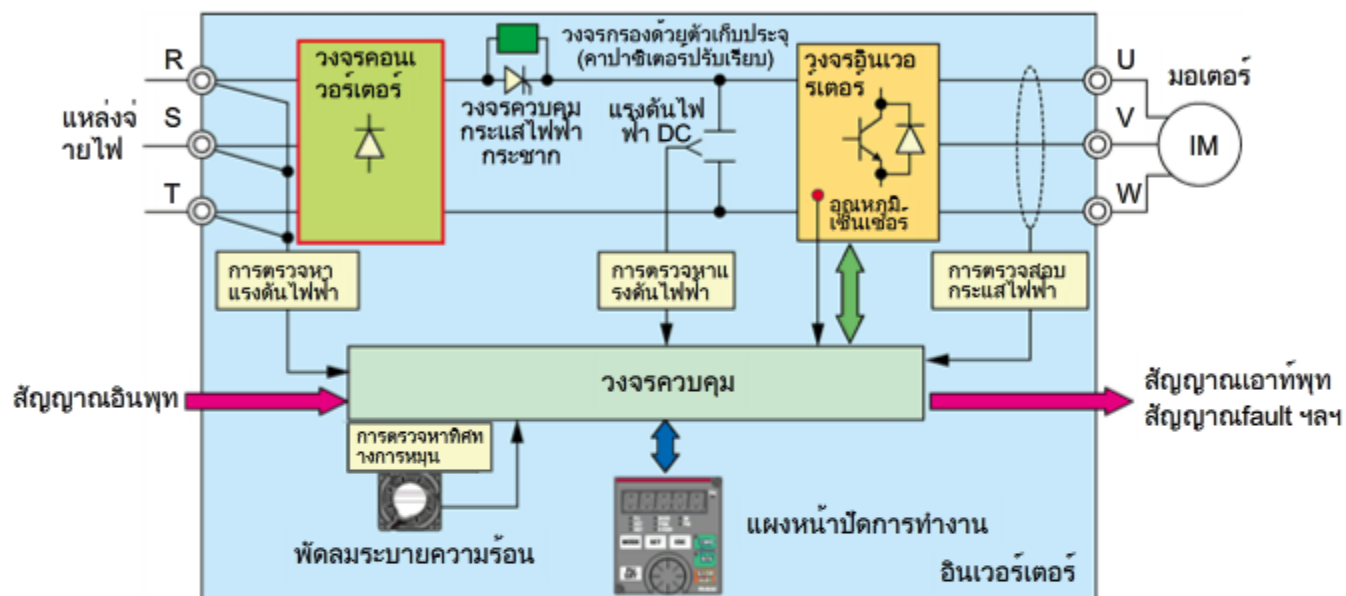 R
S
T
แหล่งจ่
ายไฟ
วงจรคอนเ
วอร์เตอร์
วงจรควบคุม
กระแสไฟฟ้า
กระชาก
วงจรกรองด้วยตัวเก็บประจุ
(คาปาซิเตอร์ปรับเรียบ)
แรงดันไฟ
ฟ้า DC
วงจรอินเวอ
ร์เตอร์
อุณหภูมิ
เซ็นเซอร์
U
V
W
มอเตอร์
IM
การตรวจหา
แรงดันไฟฟ้า
การตรวจหาแ
รงดันไฟฟ้า
การตรวจสอบ
กระแสไฟฟ้า
สัญญาณอินพุท
วงจรควบคุม
สัญญาณเอาท์พุท
สัญญาณfault ฯลฯ
การตรวจหาทิศท
างการหมุน
พัดลมระบายความร้อน
MODE SET
แผงหน้าปัดการทำงาน
อินเวอร์เตอร์